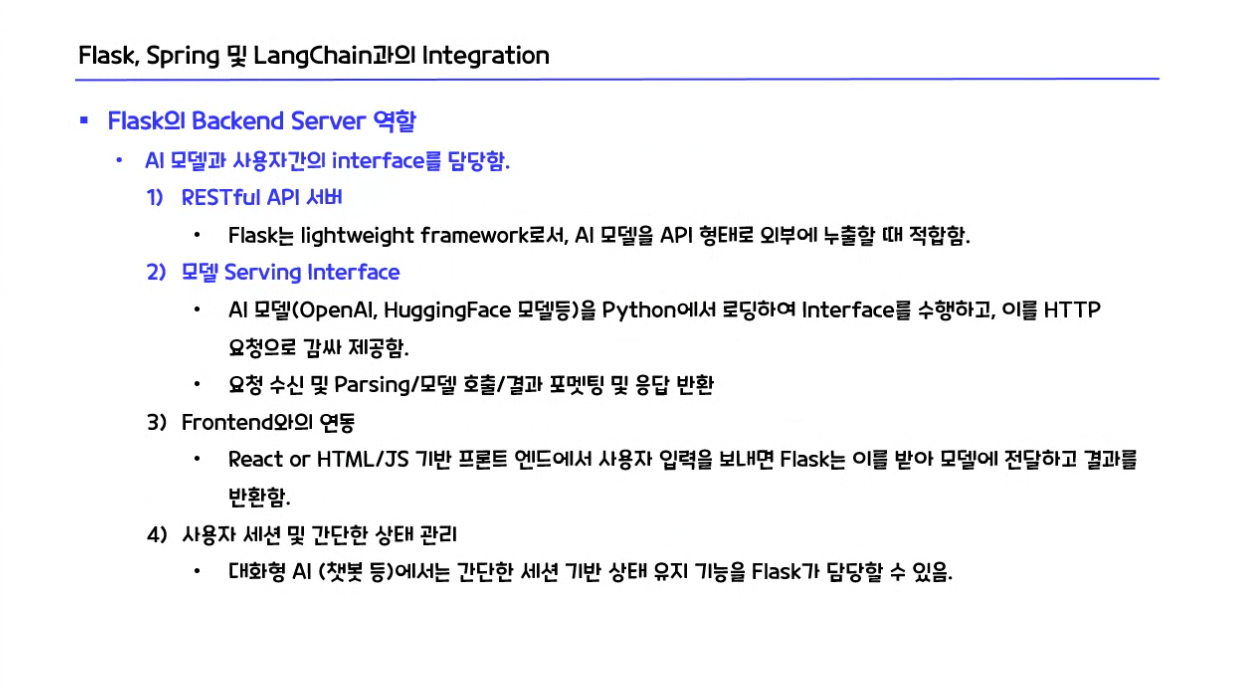 Flask, Spring 및 LangChain과의 Integration
▪ Flask의 Backend Server 역할
• AI 모델과 사용자간의 interface를 담당함.
1) RESTful API 서버
• Flask는 lightweight framework로서, AI 모델을 API 형태로 외부에 누출할 때 적합함.
2) 모델 Serving Interface
• AI 모델(OpenAI, HuggingFace 모델등)을 Python에서 로딩하여 Interface를 수행하고, 이를 HTTP
요청으로 감싸 제공함.
• 요청 수신 및 Parsing/모델 호출/결과 포멧팅 및 응답 반환
3) Frontend와의 연동
• React or HTML/JS 기반 프론트 엔드에서 사용자 입력을 보내면 Flask는 이를 받아 모델에 전달하고 결과를
반환함.
4) 사용자 세션 및 간단한 상태 관리
• 대화형 AI (챗봇 등)에서는 간단한 세션 기반 상태 유지 기능을 Flask가 담당할 수 있음.